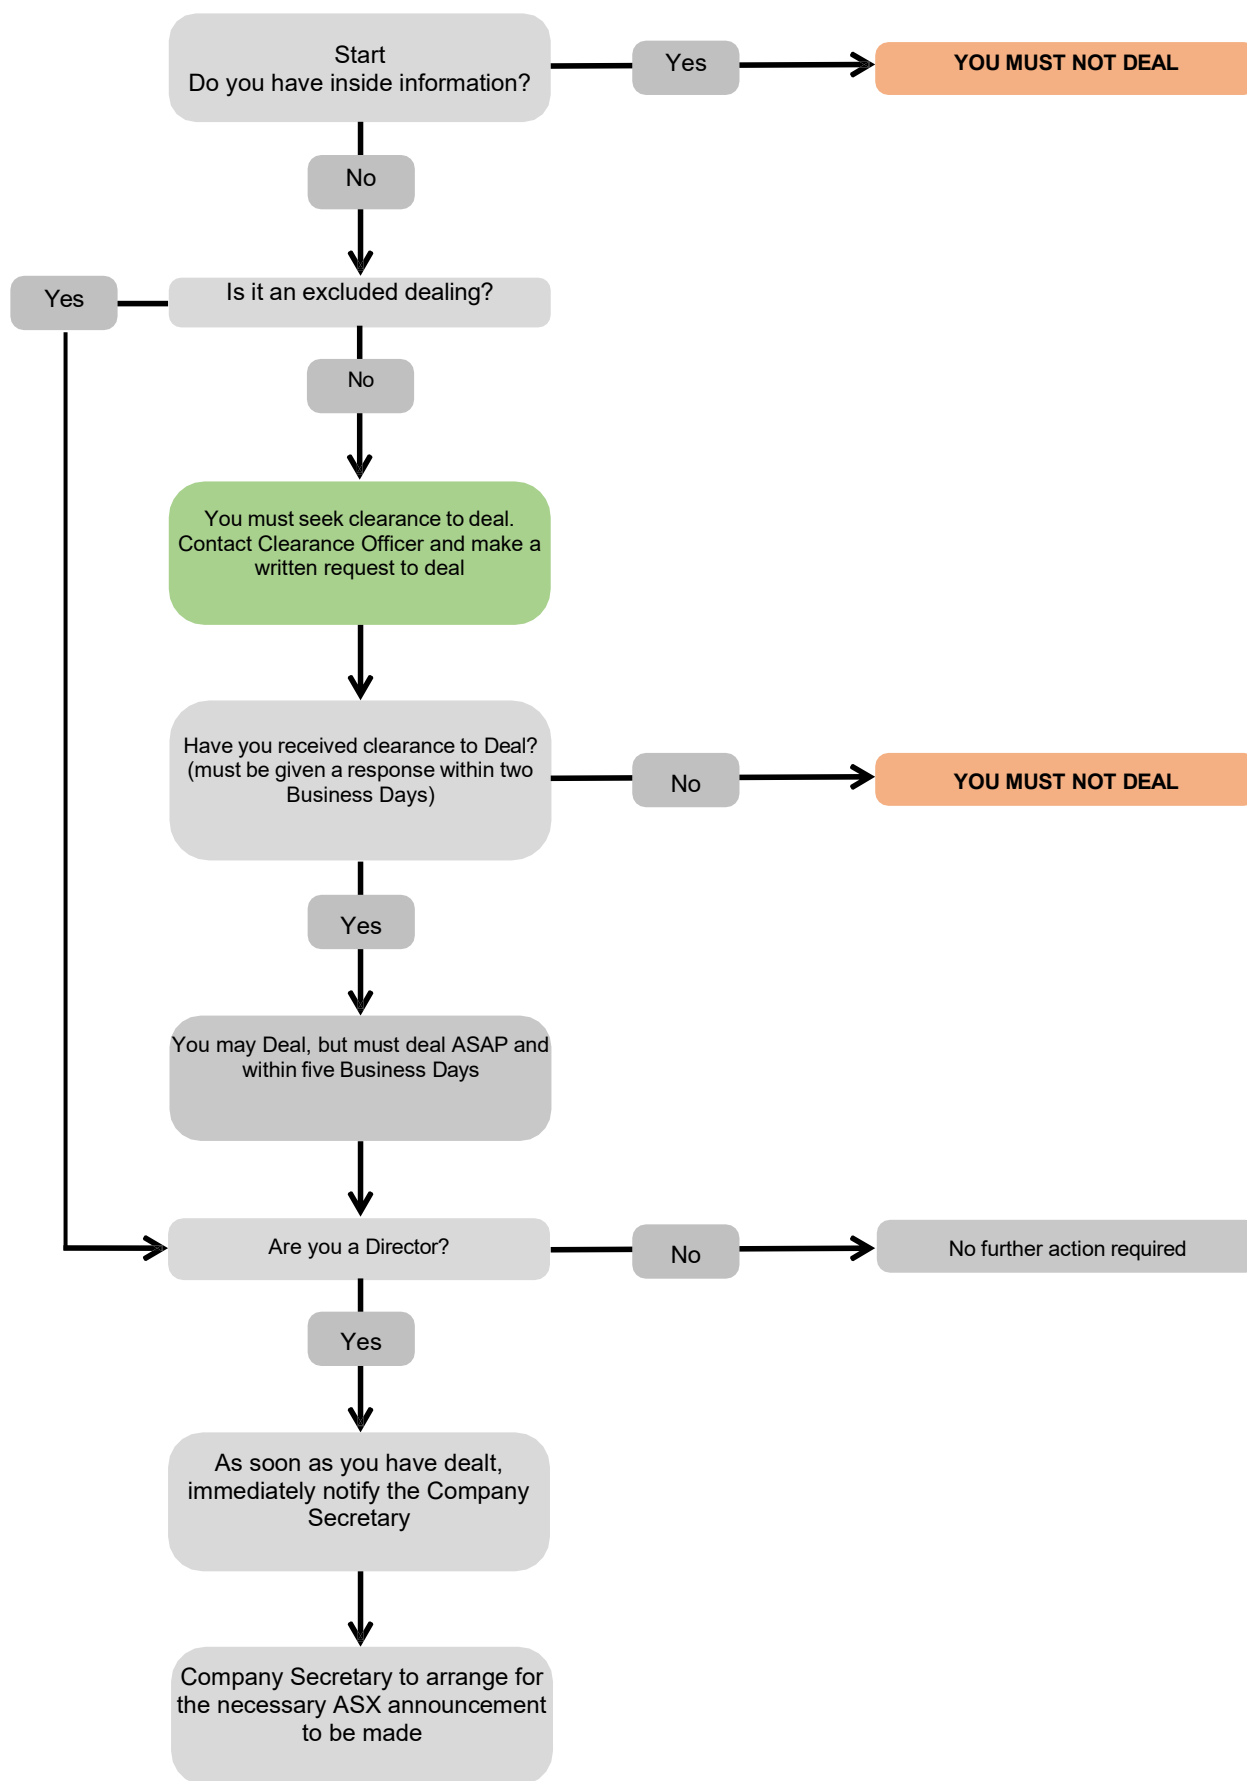 Start
Do you have inside information?
Yes
YOU MUST NOT DEAL
No
Yes
Is it an excluded dealing?
No
You must seek clearance to deal.
Contact Clearance Officer and make a
written request to deal
Have you received clearance to Deal?
(must be given a response within two
Business Days)
No
YOU MUST NOT DEAL
Yes
You may Deal, but must deal ASAP and
within five Business Days
Are you a Director?
No
No further action required
Yes
As soon as you have dealt,
immediately notify the Company
Secretary
Company Secretary to arrange for
the necessary ASX announcement
to be made